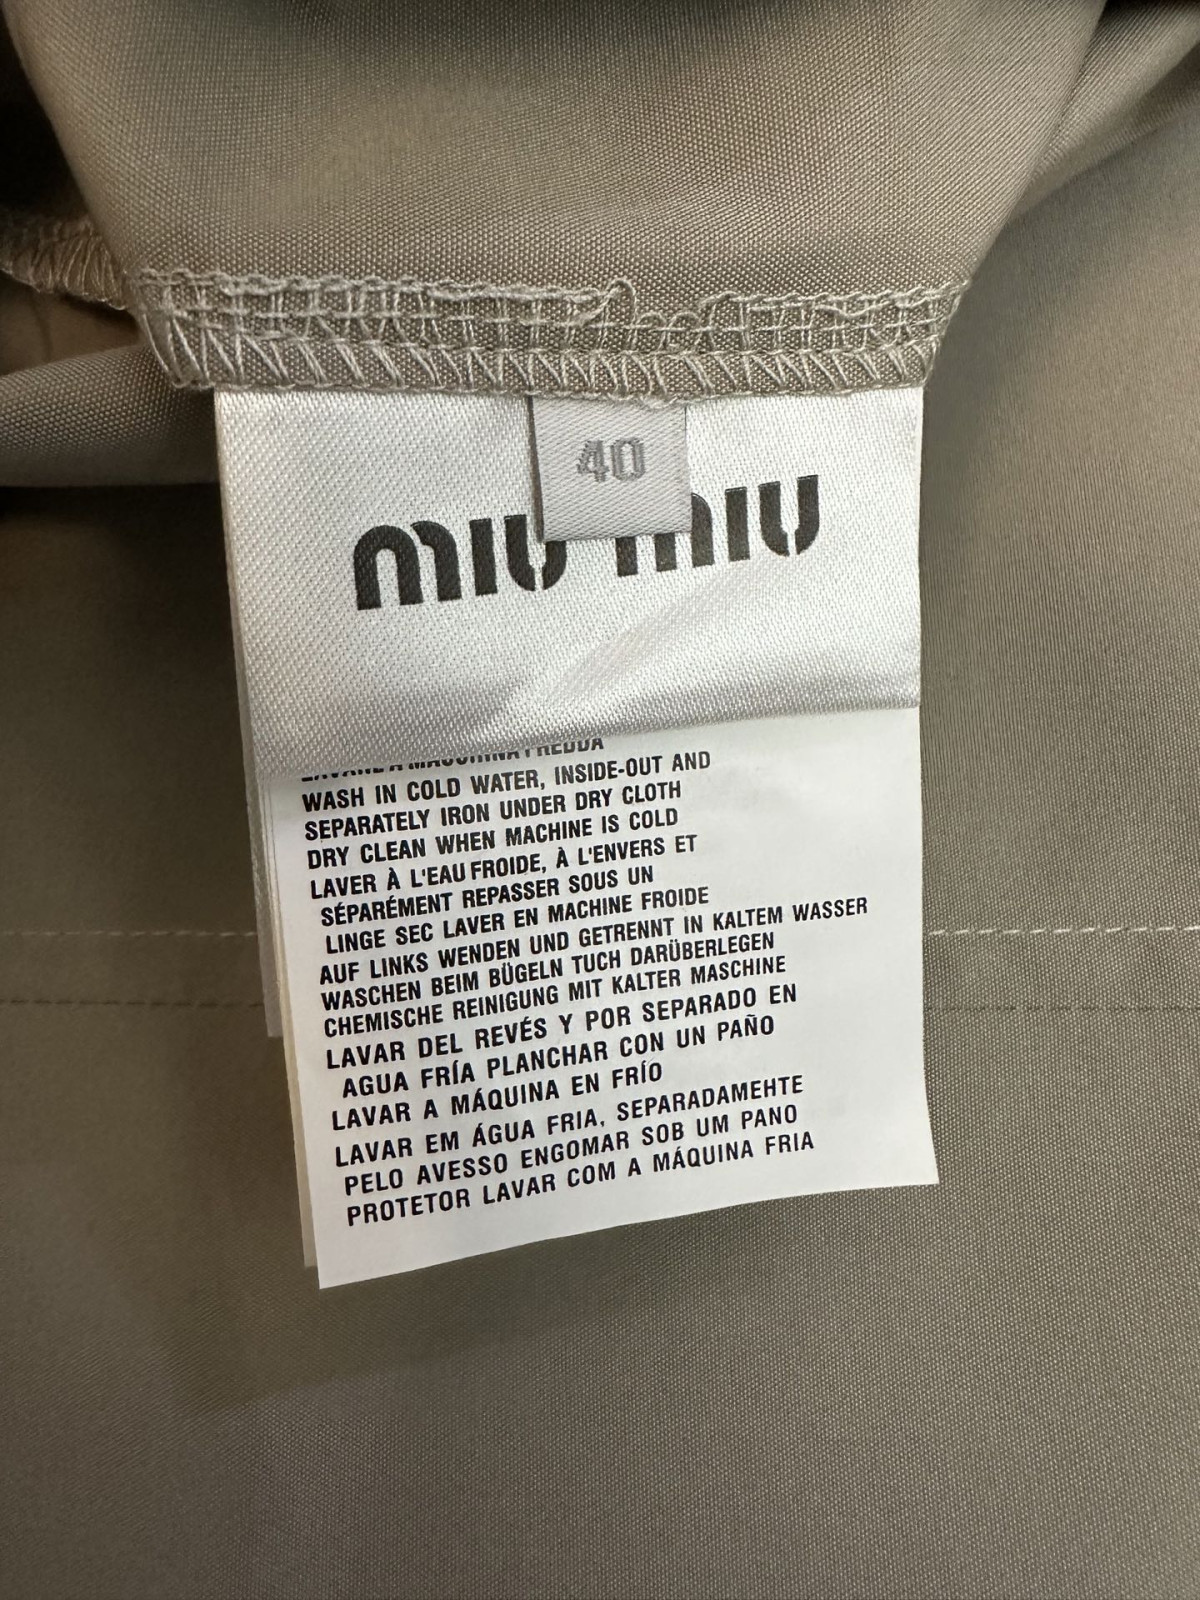 40
miu miu
LAVARE A MACCHINA FREDDA
WASH IN COLD WATER, INSIDE-OUT AND
SEPARATELY IRON UNDER DRY CLOTH
DRY CLEAN WHEN MACHINE IS COLD
LAVER À L'EAU FROIDE, À L'ENVERS ET
SÉPARÉMENT REPASSER SOUS UN
LINGE SEC LAVER EN MACHINE FROIDE
AUF LINKS WENDEN UND GETRENNT IN KALTEM WASSER
WASCHEN BEIM BÜGELN TUCH DARÜBERLEGEN
CHEMISCHE REINIGUNG MIT KALTER MASCHINE
LAVAR DEL REVÉS Y POR SEPARADO EN
AGUA FRÍA PLANCHAR CON UN PAÑO
LAVAR A MÁQUINA EN FRÍO
LAVAR EM ÁGUA FRIA, SEPARADAMEHTE
PELO AVESSO ENGOMAR SOB UM PANO
PROTETOR LAVAR COM A MÁQUINA FRIA